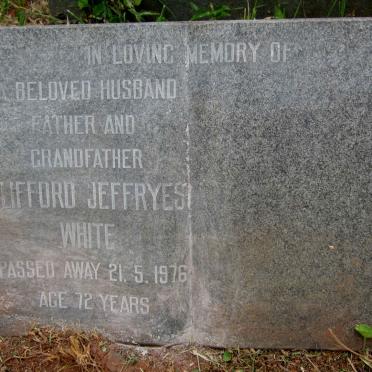 IN LOVING MEMORY OF
A BELOVED HUSBAND
FATHER AND
GRANDFATHER
CLIFFORD JEFFRYES
WHITE
PASSED AWAY 21.5.1976
AGE 72 YEARS